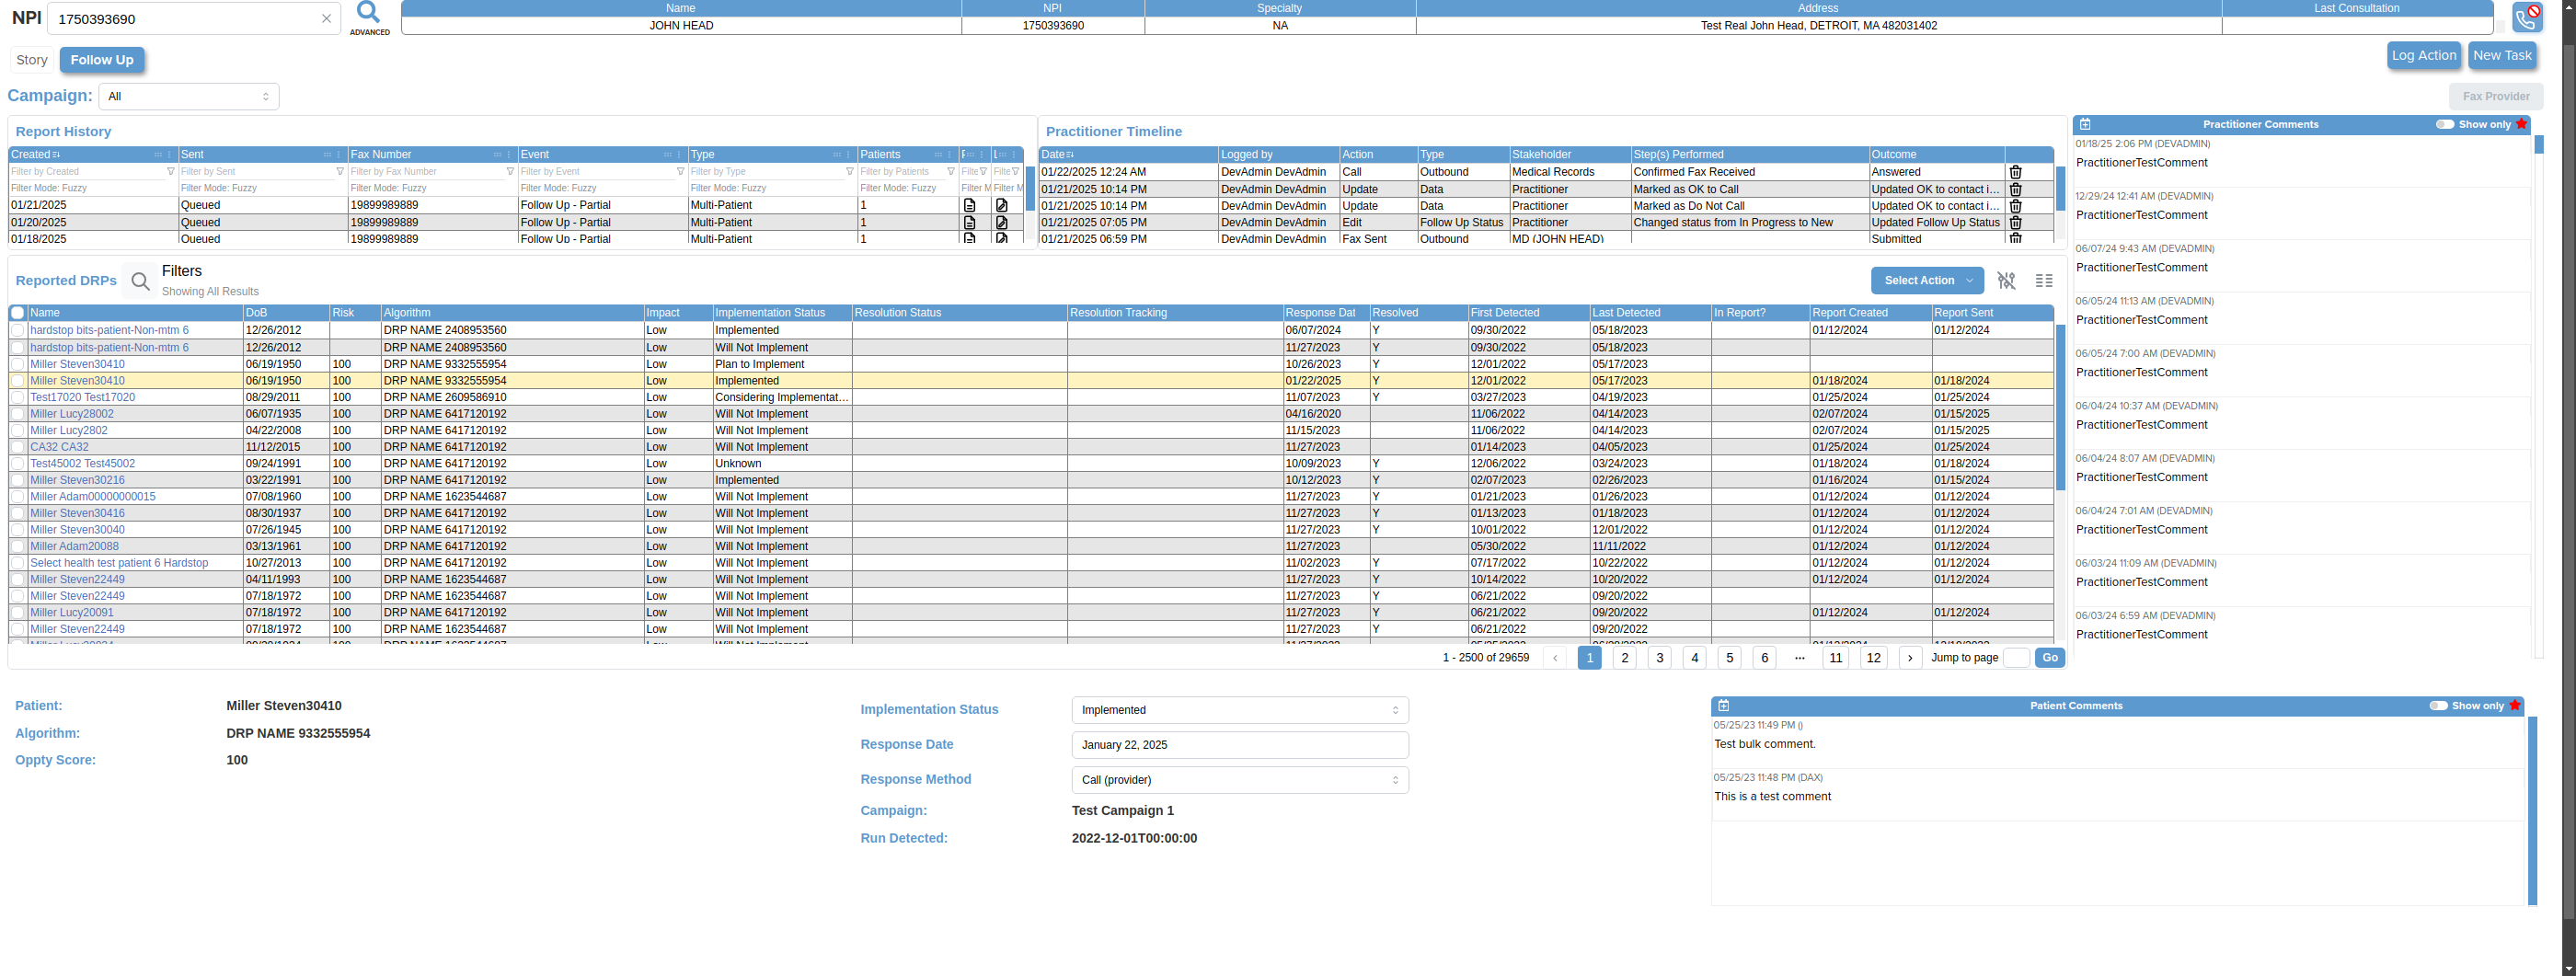 NPI 1750393690
ADVANCED
Name NPI Specialty Address Last Consultation
JOHN HEAD 1750393690 NA Test Real John Head, DETROIT, MA 482031402
Story Follow Up
Log Action New Task
Campaign: All
Fax Provider
Report History
Created Sent Fax Number Event Type Patients
Filter by Created Filter by Sent Filter by Fax Number Filter by Event Filter by Type Filter by Patients Filte Filte
Filter Mode: Fuzzy Filter Mode: Fuzzy Filter Mode: Fuzzy Filter Mode: Fuzzy Filter Mode: Fuzzy Filter Mode: Fuzzy Filter M Filter M
01/21/2025 Queued 19899989889 Follow Up - Partial Multi-Patient 1
01/20/2025 Queued 19899989889 Follow Up - Partial Multi-Patient 1
01/18/2025 Queued 19899989889 Follow Up - Partial Multi-Patient 1
Practitioner Timeline
Date Logged by Action Type Stakeholder Step(s) Performed Outcome
01/22/2025 12:24 AM DevAdmin DevAdmin Call Outbound Medical Records Confirmed Fax Received Answered
01/21/2025 10:14 PM DevAdmin DevAdmin Update Data Practitioner Marked as OK to Call Updated OK to contact i...
01/21/2025 10:14 PM DevAdmin DevAdmin Update Data Practitioner Marked as Do Not Call Updated OK to contact i...
01/21/2025 07:05 PM DevAdmin DevAdmin Edit Follow Up Status Practitioner Changed status from In Progress to New Updated Follow Up Status
01/21/2025 06:59 PM DevAdmin DevAdmin Fax Sent Outbound MD (JOHN HEAD) Submitted
Practitioner Comments Show only
01/18/25 2:06 PM (DEVADMIN)
PractitionerTestComment
12/29/24 12:41 AM (DEVADMIN)
PractitionerTestComment
06/07/24 9:43 AM (DEVADMIN)
PractitionerTestComment
06/05/24 11:13 AM (DEVADMIN)
PractitionerTestComment
06/05/24 7:00 AM (DEVADMIN)
PractitionerTestComment
06/04/24 10:37 AM (DEVADMIN)
PractitionerTestComment
06/04/24 8:07 AM (DEVADMIN)
PractitionerTestComment
06/04/24 7:01 AM (DEVADMIN)
PractitionerTestComment
06/03/24 11:09 AM (DEVADMIN)
PractitionerTestComment
06/03/24 6:59 AM (DEVADMIN)
PractitionerTestComment
Reported DRPs Filters
Showing All Results
Select Action
Name DoB Risk Algorithm Impact Implementation Status Resolution Status Resolution Tracking Response Dat Resolved First Detected Last Detected In Report? Report Created Report Sent
hardstop bits-patient-Non-mtm 6 12/26/2012 DRP NAME 2408953560 Low Implemented 06/07/2024 Y 09/30/2022 05/18/2023 01/12/2024 01/12/2024
hardstop bits-patient-Non-mtm 6 12/26/2012 DRP NAME 2408953560 Low Will Not Implement 11/27/2023 Y 09/30/2022 05/18/2023
Miller Steven30410 06/19/1950 100 DRP NAME 9332555954 Low Plan to Implement 10/26/2023 Y 12/01/2022 05/17/2023
Miller Steven30410 06/19/1950 100 DRP NAME 9332555954 Low Implemented 01/22/2025 Y 12/01/2022 05/17/2023 01/18/2024 01/18/2024
Test17020 Test17020 08/29/2011 100 DRP NAME 2609586910 Low Considering Implementat... 11/07/2023 Y 03/27/2023 04/19/2023 01/25/2024 01/25/2024
Miller Lucy28002 06/07/1935 100 DRP NAME 6417120192 Low Will Not Implement 04/16/2020 11/06/2022 04/14/2023 02/07/2024 01/15/2025
Miller Lucy2802 04/22/2008 100 DRP NAME 6417120192 Low Will Not Implement 11/15/2023 11/06/2022 04/14/2023 02/07/2024 01/15/2025
CA32 CA32 11/12/2015 100 DRP NAME 6417120192 Low Will Not Implement 11/27/2023 01/14/2023 04/05/2023 01/25/2024 01/25/2024
Test45002 Test45002 09/24/1991 100 DRP NAME 6417120192 Low Unknown 10/09/2023 Y 12/06/2022 03/24/2023 01/18/2024 01/18/2024
Miller Steven30216 03/22/1991 100 DRP NAME 6417120192 Low Implemented 10/12/2023 Y 02/07/2023 02/26/2023 01/16/2024 01/15/2024
Miller Adam00000000015 07/08/1960 100 DRP NAME 1623544687 Low Will Not Implement 11/27/2023 Y 01/21/2023 01/26/2023 01/12/2024 01/12/2024
Miller Steven30416 08/30/1937 100 DRP NAME 6417120192 Low Will Not Implement 11/27/2023 Y 01/13/2023 01/18/2023 01/12/2024 01/12/2024
Miller Steven30040 07/26/1945 100 DRP NAME 6417120192 Low Will Not Implement 11/27/2023 Y 10/01/2022 12/01/2022 01/12/2024 01/12/2024
Miller Adam20088 03/13/1961 100 DRP NAME 6417120192 Low Will Not Implement 11/27/2023 05/30/2022 11/11/2022 01/12/2024 01/12/2024
Select health test patient 6 Hardstop 10/27/2013 100 DRP NAME 6417120192 Low Will Not Implement 11/02/2023 Y 07/17/2022 10/22/2022 01/12/2024 01/12/2024
Miller Steven22449 04/11/1993 100 DRP NAME 1623544687 Low Will Not Implement 11/27/2023 Y 10/14/2022 10/20/2022 01/12/2024 01/12/2024
Miller Steven22449 07/18/1972 100 DRP NAME 1623544687 Low Will Not Implement 11/27/2023 Y 06/21/2022 09/20/2022
Miller Lucy20091 07/18/1972 100 DRP NAME 6417120192 Low Will Not Implement 11/27/2023 Y 06/21/2022 09/20/2022 01/12/2024 01/12/2024
Miller Steven22449 07/18/1972 100 DRP NAME 1623544687 Low Will Not Implement 11/27/2023 Y 06/21/2022 09/20/2022
1 - 2500 of 29659 1 2 3 4 5 6 ... 11 12 Jump to page Go
Patient: Miller Steven30410
Algorithm: DRP NAME 9332555954
Oppty Score: 100
Implementation Status Implemented
Response Date January 22, 2025
Response Method Call (provider)
Campaign: Test Campaign 1
Run Detected: 2022-12-01T00:00:00
Patient Comments Show only
05/25/23 11:49 PM ()
Test bulk comment.
05/25/23 11:48 PM (DAX)
This is a test comment